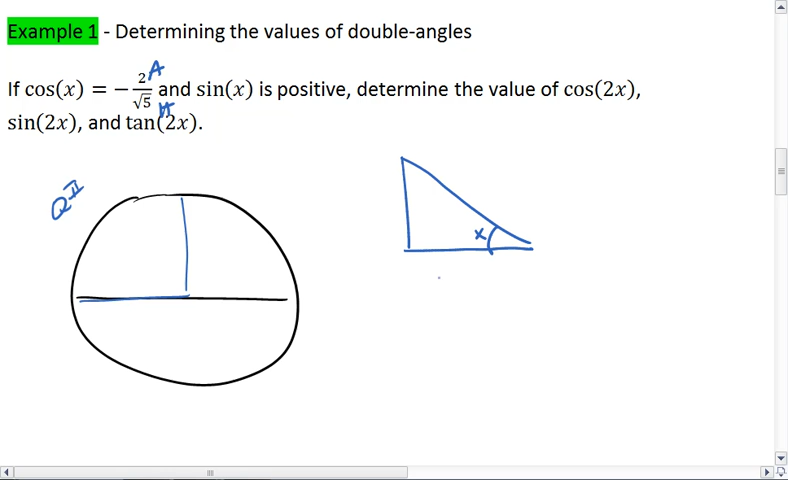 Example 1 - Determining the values of double-angles
A
If cos(x) = −2/√5 and sin(x) is positive, determine the value of cos(2x),
H
sin(2x), and tan(2x).
QII
x